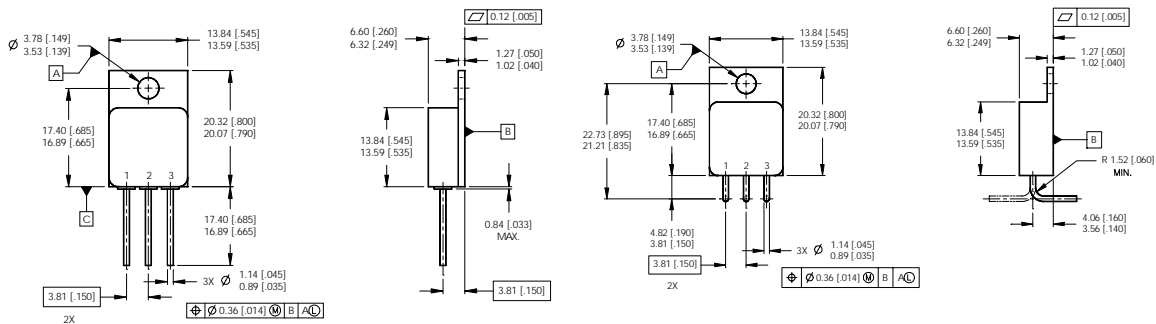 Ø 3.78 [.149]
3.53 [.139]
13.84 [.545]
13.59 [.535]
A
17.40 [.685]
16.89 [.665]
20.32 [.800]
20.07 [.790]
1 2 3
C
17.40 [.685]
16.89 [.665]
3X Ø 1.14 [.045]
0.89 [.035]
3.81 [.150]
2X
⌖ Ø 0.36 [.014] Ⓜ B AⓁ
6.60 [.260]
6.32 [.249]
⏥ 0.12 [.005]
1.27 [.050]
1.02 [.040]
13.84 [.545]
13.59 [.535]
B
0.84 [.033]
MAX.
3.81 [.150]
Ø 3.78 [.149]
3.53 [.139]
13.84 [.545]
13.59 [.535]
A
22.73 [.895]
21.21 [.835]
17.40 [.685]
16.89 [.665]
20.32 [.800]
20.07 [.790]
1 2 3
4.82 [.190]
3.81 [.150]
3X Ø 1.14 [.045]
0.89 [.035]
3.81 [.150]
2X
⌖ Ø 0.36 [.014] Ⓜ B AⓁ
6.60 [.260]
6.32 [.249]
⏥ 0.12 [.005]
1.27 [.050]
1.02 [.040]
13.84 [.545]
13.59 [.535]
B
R 1.52 [.060]
MIN.
4.06 [.160]
3.56 [.140]